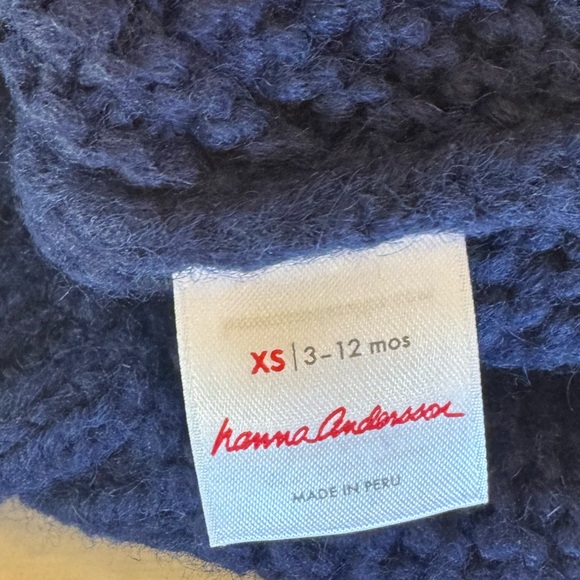 XS | 3-12 mos
hanna Andersson
MADE IN PERU